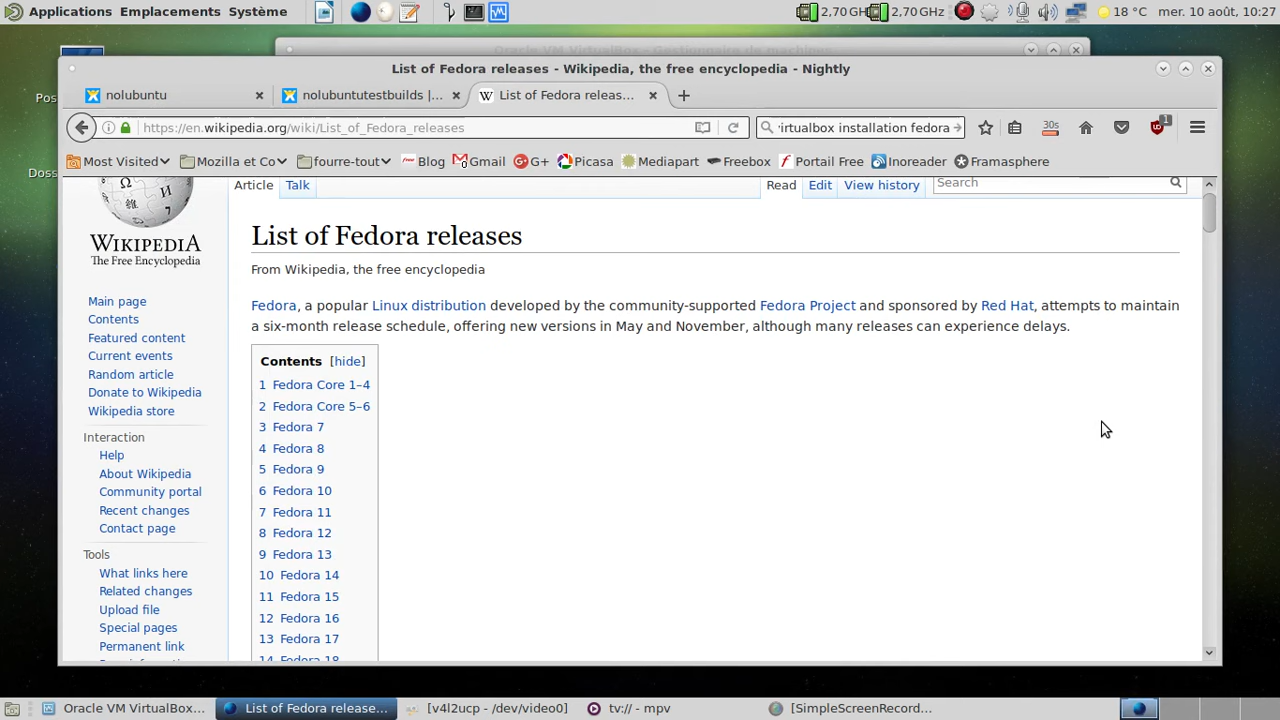 Applications Emplacements Système 2,70 GH 2,70 GHz 18 °C mer. 10 août, 10:27
Oracle VM VirtualBox - Gestionnaire de machines
List of Fedora releases - Wikipedia, the free encyclopedia - Nightly
Pos
nolubuntu
nolubuntutestbuilds |...
List of Fedora releas...
https://en.wikipedia.org/wiki/List_of_Fedora_releases
irtualbox installation fedora
30s
1
Most Visited Mozilla et Co fourre-tout Blog Gmail G+ Picasa Mediapart Freebox Portail Free Inoreader Framasphere
Doss
Article Talk Read Edit View history Search
WIKIPEDIA
The Free Encyclopedia
Main page
Contents
Featured content
Current events
Random article
Donate to Wikipedia
Wikipedia store
Interaction
Help
About Wikipedia
Community portal
Recent changes
Contact page
Tools
What links here
Related changes
Upload file
Special pages
Permanent link
List of Fedora releases
From Wikipedia, the free encyclopedia
Fedora, a popular Linux distribution developed by the community-supported Fedora Project and sponsored by Red Hat, attempts to maintain
a six-month release schedule, offering new versions in May and November, although many releases can experience delays.
Contents [hide]
1 Fedora Core 1–4
2 Fedora Core 5–6
3 Fedora 7
4 Fedora 8
5 Fedora 9
6 Fedora 10
7 Fedora 11
8 Fedora 12
9 Fedora 13
10 Fedora 14
11 Fedora 15
12 Fedora 16
13 Fedora 17
14 Fedora 18
Oracle VM VirtualBox... List of Fedora release... [v4l2ucp - /dev/video0] tv:// - mpv [SimpleScreenRecord...